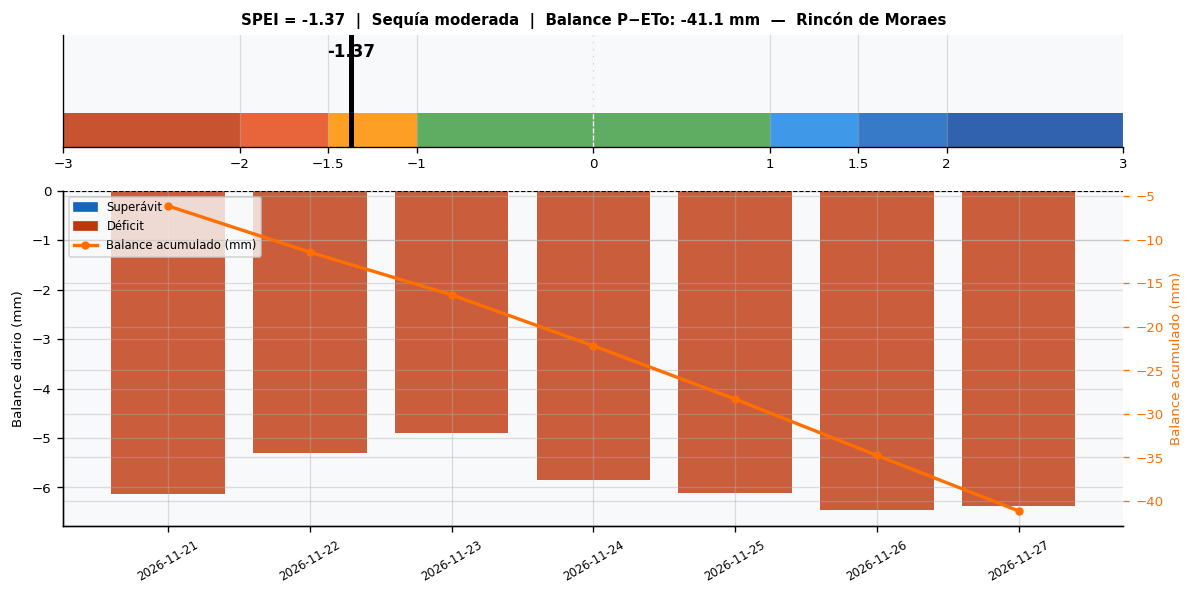 SPEI = -1.37  |  Sequía moderada  |  Balance P−ETo: -41.1 mm  —  Rincón de Moraes
-1.37
−3 −2 −1.5 −1 0 1 1.5 2 3
Superávit
Déficit
Balance acumulado (mm)
Balance diario (mm)
0
−1
−2
−3
−4
−5
−6
−5
−10
−15
−20
−25
−30
−35
−40
Balance acumulado (mm)
2026-11-21 2026-11-22 2026-11-23 2026-11-24 2026-11-25 2026-11-26 2026-11-27